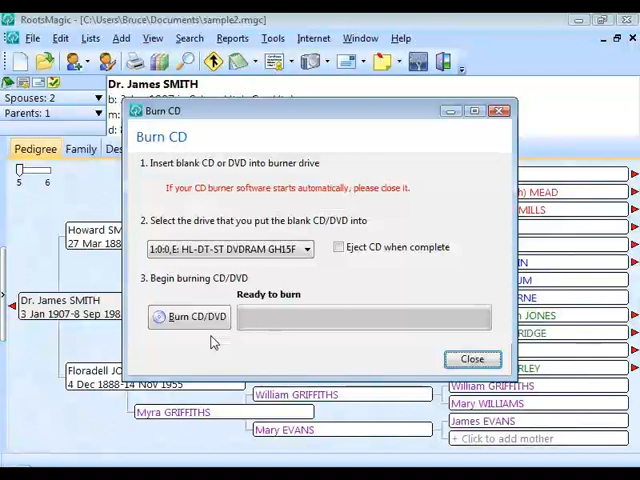 RootsMagic - [C:\Users\Bruce\Documents\sample2.rmgc]
File Edit Lists Add View Search Reports Tools Internet Window Help
Dr. James SMITH
Spouses: 2
Parents: 1
Pedigree Family
5 6
Burn CD
Burn CD
1. Insert blank CD or DVD into burner drive
If your CD burner software starts automatically, please close it.
2. Select the drive that you put the blank CD/DVD into
1:0:0,E: HL-DT-ST DVDRAM GH15F
Eject CD when complete
3. Begin burning CD/DVD
Ready to burn
Burn CD/DVD
Close
MEAD
MILLS
Howard
27 Mar
Dr. James SMITH
3 Jan 1907-8 Sep
JONES
Floradell
4 Dec 1888-14 Nov 1955
William GRIFFITHS
Myra GRIFFITHS
Mary EVANS
William GRIFFITHS
Mary WILLIAMS
James EVANS
+ Click to add mother